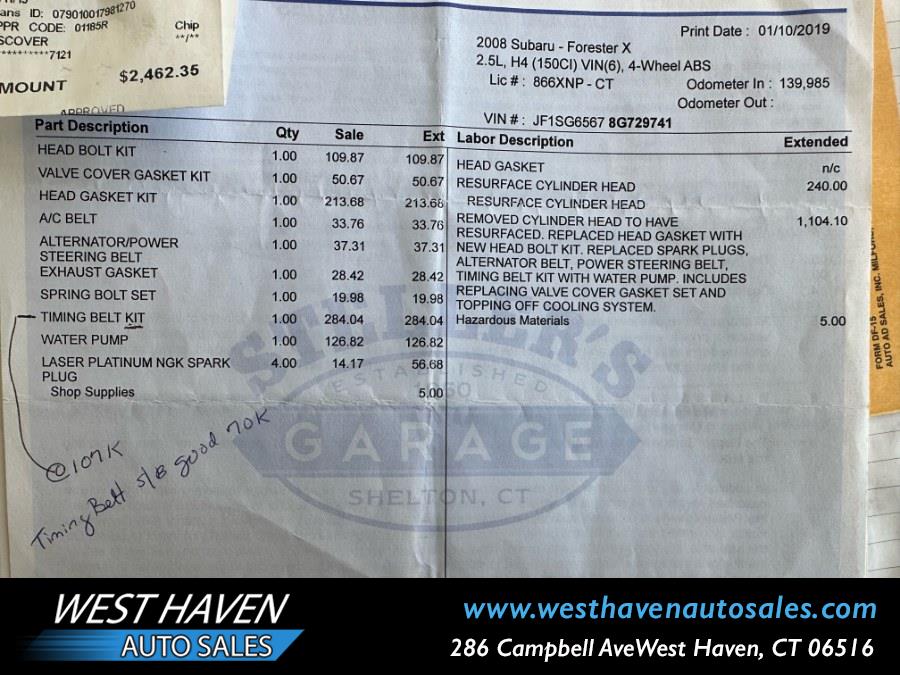 ans ID: 079010017981270
PPR CODE: 01185R
Chip
SCOVER
**/**
**********7121
MOUNT $2,462.35
APPROVED
Print Date : 01/10/2019
2008 Subaru - Forester X
2.5L, H4 (150CI) VIN(6), 4-Wheel ABS
Lic # : 866XNP - CT Odometer In : 139,985
Odometer Out :
VIN # : JF1SG6567 8G729741
Part Description Qty Sale Ext
HEAD BOLT KIT 1.00 109.87 109.87
VALVE COVER GASKET KIT 1.00 50.67 50.67
HEAD GASKET KIT 1.00 213.68 213.68
A/C BELT 1.00 33.76 33.76
ALTERNATOR/POWER 1.00 37.31 37.31
STEERING BELT
EXHAUST GASKET 1.00 28.42 28.42
SPRING BOLT SET 1.00 19.98 19.98
TIMING BELT KIT 1.00 284.04 284.04
WATER PUMP 1.00 126.82 126.82
LASER PLATINUM NGK SPARK 4.00 14.17 56.68
PLUG
Shop Supplies 5.00
Labor Description Extended
HEAD GASKET n/c
RESURFACE CYLINDER HEAD 240.00
RESURFACE CYLINDER HEAD
REMOVED CYLINDER HEAD TO HAVE 1,104.10
RESURFACED. REPLACED HEAD GASKET WITH
NEW HEAD BOLT KIT. REPLACED SPARK PLUGS,
ALTERNATOR BELT, POWER STEERING BELT,
TIMING BELT KIT WITH WATER PUMP. INCLUDES
REPLACING VALVE COVER GASKET SET AND
TOPPING OFF COOLING SYSTEM.
Hazardous Materials 5.00
@107K
Timing Belt s/B good 70K
ESTABLISHED
GARAGE
SHELTON, CT
FORM DF-15
AUTO AD SALES, INC.
WEST HAVEN
AUTO SALES
www.westhavenautosales.com
286 Campbell AveWest Haven, CT 06516